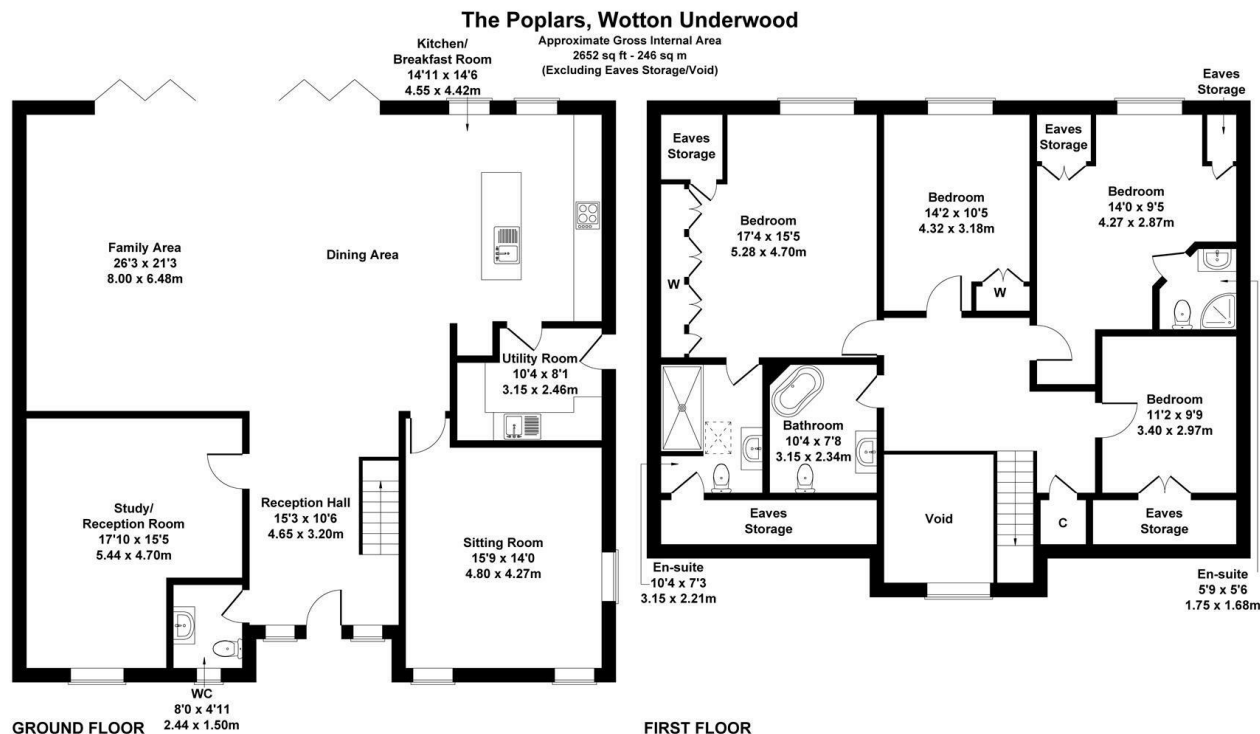 The Poplars, Wotton Underwood
Approximate Gross Internal Area
2652 sq ft - 246 sq m
(Excluding Eaves Storage/Void)
Kitchen/
Breakfast Room
14'11 x 14'6
4.55 x 4.42m
Family Area
26'3 x 21'3
8.00 x 6.48m
Dining Area
Utility Room
10'4 x 8'1
3.15 x 2.46m
Study/
Reception Room
17'10 x 15'5
5.44 x 4.70m
Reception Hall
15'3 x 10'6
4.65 x 3.20m
Sitting Room
15'9 x 14'0
4.80 x 4.27m
WC
8'0 x 4'11
2.44 x 1.50m
GROUND FLOOR
Eaves
Storage
Eaves
Storage
Eaves
Storage
Bedroom
17'4 x 15'5
5.28 x 4.70m
W
Bedroom
14'2 x 10'5
4.32 x 3.18m
W
Bedroom
14'0 x 9'5
4.27 x 2.87m
Bathroom
10'4 x 7'8
3.15 x 2.34m
Bedroom
11'2 x 9'9
3.40 x 2.97m
Eaves
Storage
Void
C
Eaves
Storage
En-suite
10'4 x 7'3
3.15 x 2.21m
En-suite
5'9 x 5'6
1.75 x 1.68m
FIRST FLOOR